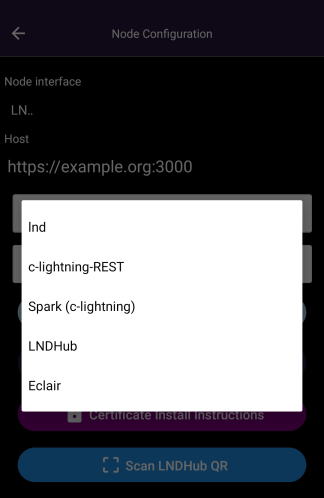 Node Configuration
Node interface
LN..
Host
https://example.org:3000
lnd
c-lightning-REST
Spark (c-lightning)
LNDHub
Eclair
Certificate Install Instructions
Scan LNDHub QR